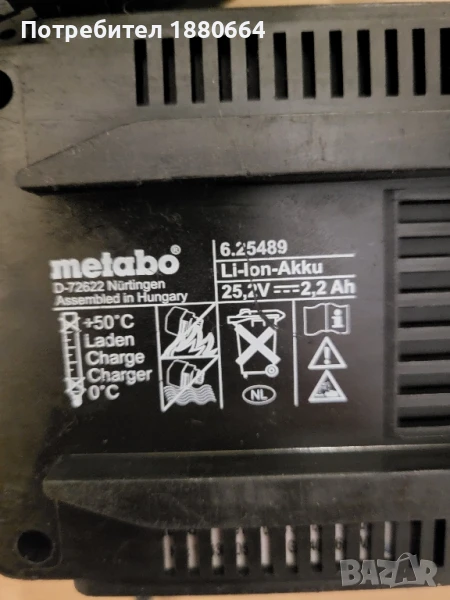 Потребител 1880664
metabo®
D-72622 Nürtingen
Assembled in Hungary
6.25489
Li-Ion-Akku
25,2V 2,2 Ah
+50°C
Laden
Charge
Charger
0°C
NL
BAZAR